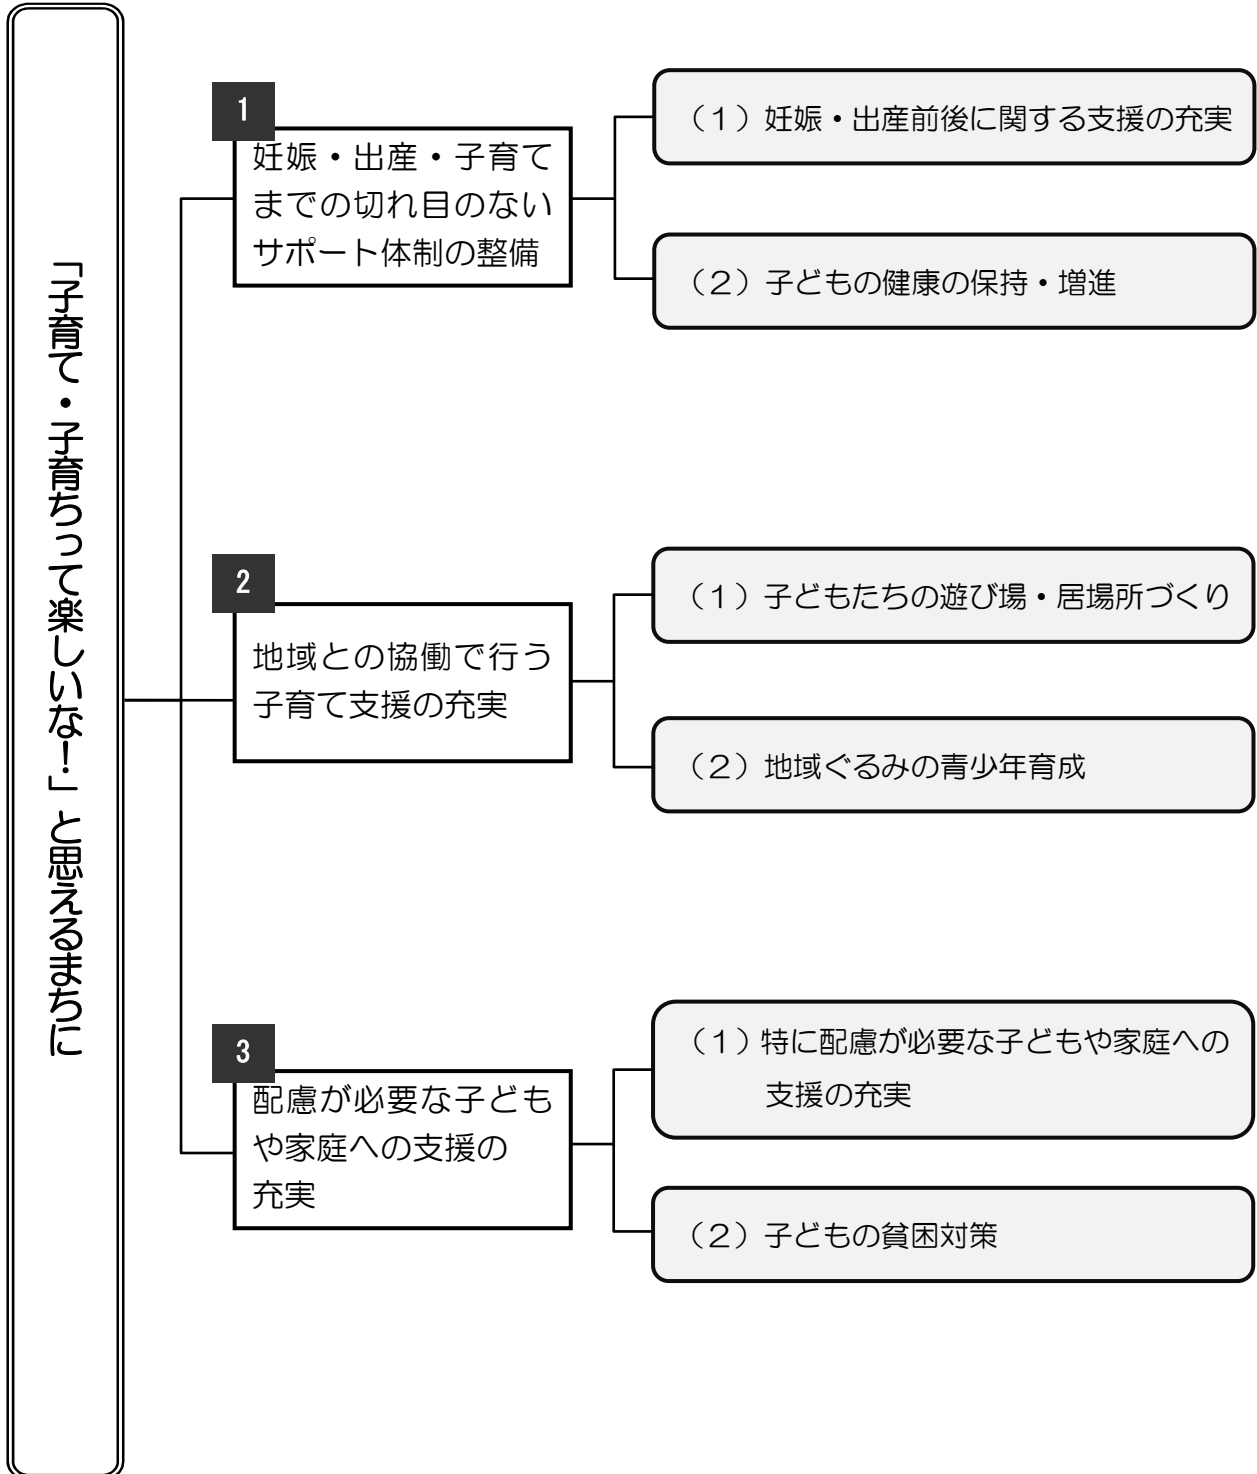 「子育て・子育ちって楽しいな！」と思えるまちに
1
妊娠・出産・子育て
までの切れ目のない
サポート体制の整備
（１）妊娠・出産前後に関する支援の充実
（２）子どもの健康の保持・増進
2
地域との協働で行う
子育て支援の充実
（１）子どもたちの遊び場・居場所づくり
（２）地域ぐるみの青少年育成
3
配慮が必要な子ども
や家庭への支援の
充実
（１）特に配慮が必要な子どもや家庭への
支援の充実
（２）子どもの貧困対策